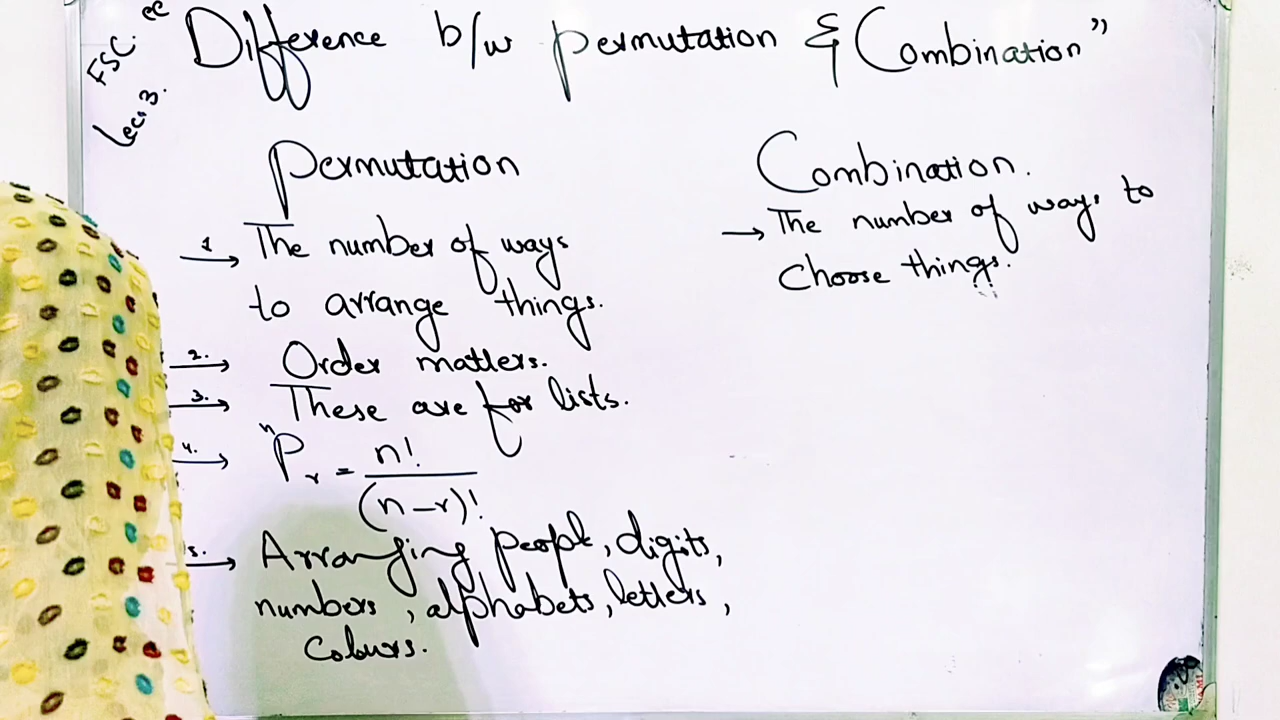 FSC.
Lec:3.
"Difference b/w permutation & Combination"
Permutation
1 → The number of ways
to arrange things.
2. → Order matters.
3. → These are for lists.
4. → ⁿPᵣ = n!/(n-r)!
5. → Arranging people, digits,
numbers, alphabets, letters,
Colours.
Combination.
→ The number of ways to
Choose things.